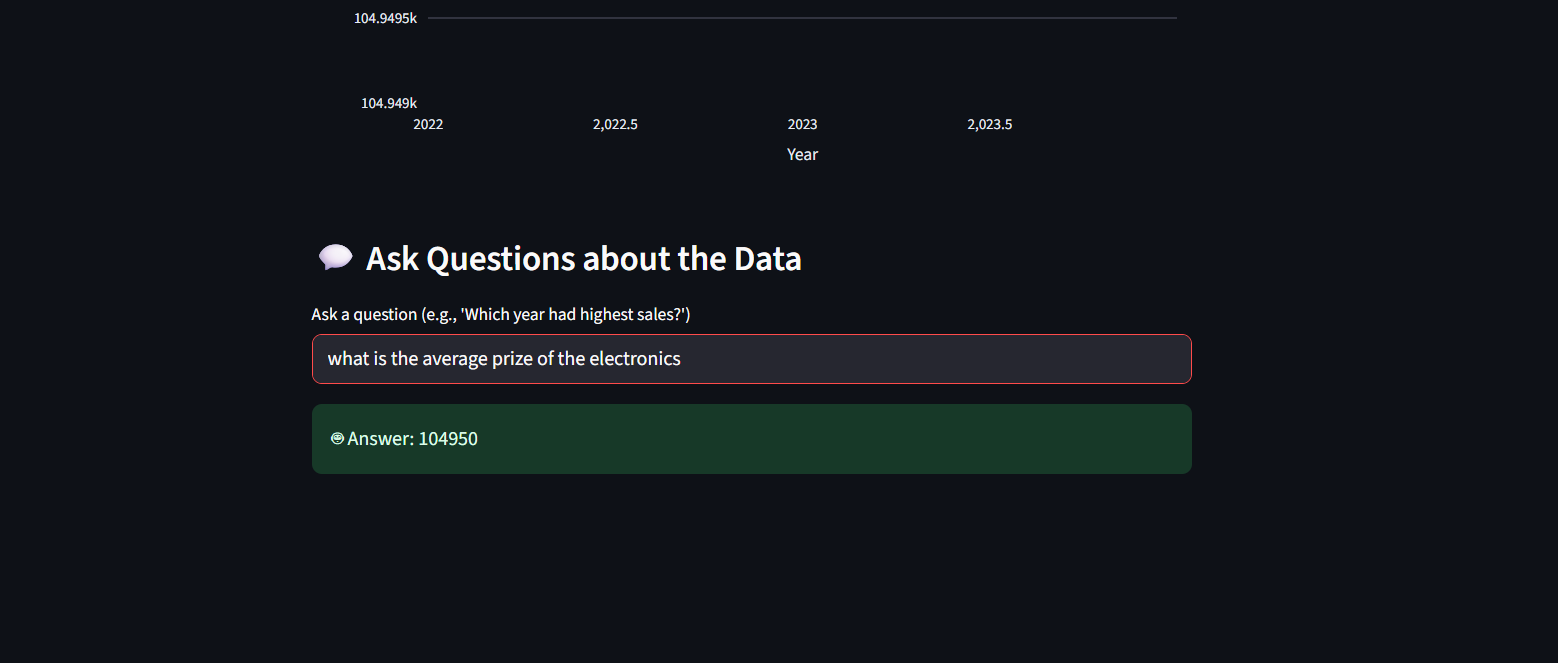 104.9495k
104.949k
2022 2,022.5 2023 2,023.5
Year
Ask Questions about the Data
Ask a question (e.g., 'Which year had highest sales?')
what is the average prize of the electronics
Answer: 104950